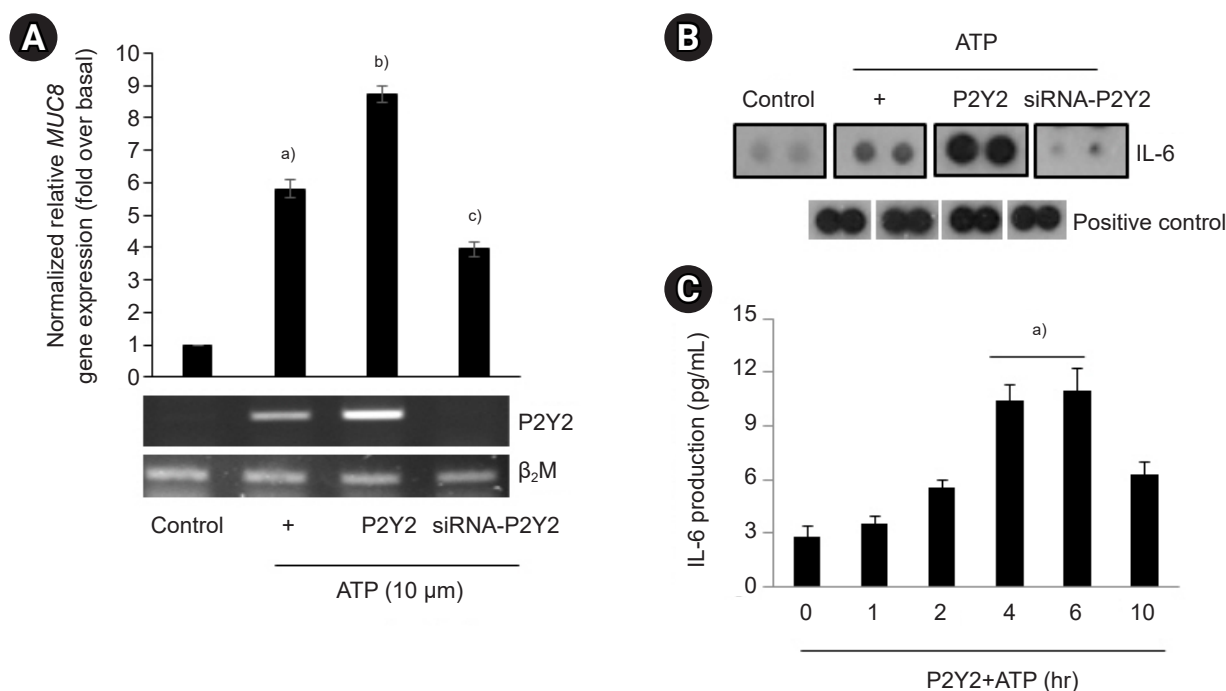 A
Normalized relative MUC8
gene expression (fold over basal)
10
9
8
7
6
5
4
3
2
1
0
a)
b)
c)
P2Y2
β₂M
Control + P2Y2 siRNA-P2Y2
ATP (10 μm)
B
ATP
Control + P2Y2 siRNA-P2Y2
IL-6
Positive control
C
IL-6 production (pg/mL)
15
12
9
6
3
0
a)
0 1 2 4 6 10
P2Y2+ATP (hr)